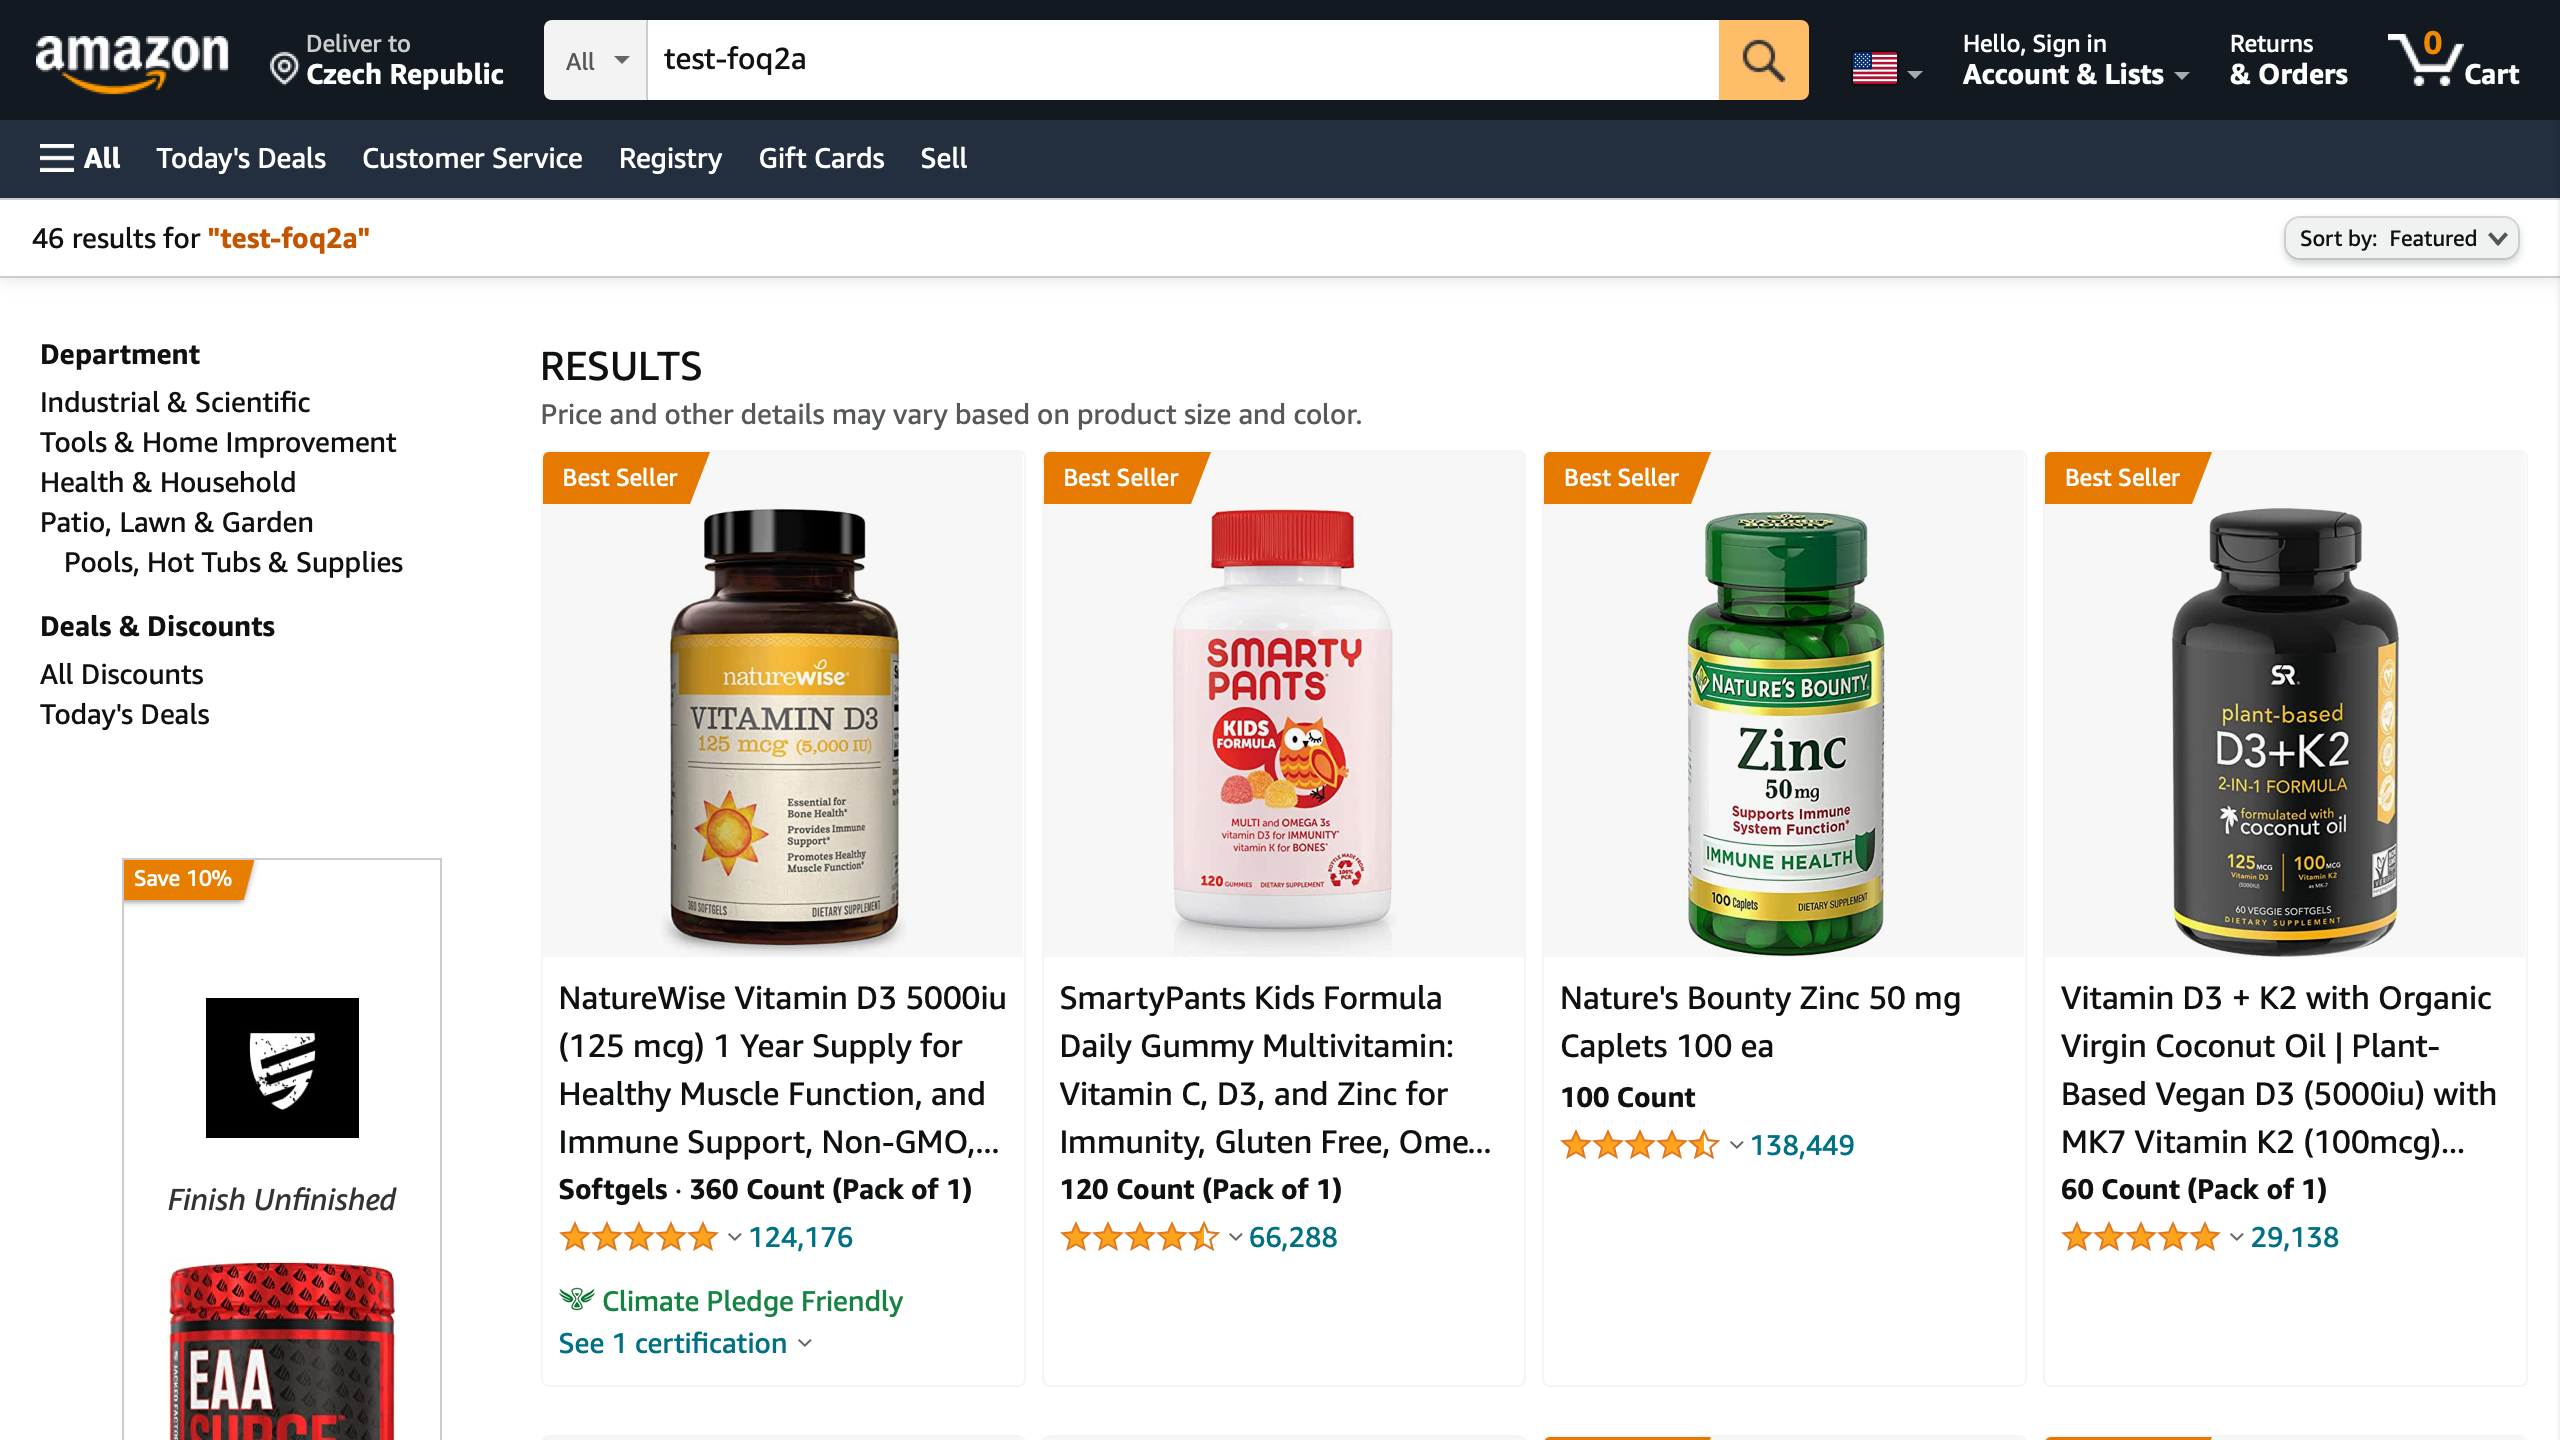 amazon
Deliver to
Czech Republic
All
test-foq2a
Hello, Sign in
Account & Lists
Returns
& Orders
0
Cart
All
Today's Deals
Customer Service
Registry
Gift Cards
Sell
46 results for "test-foq2a"
Sort by: Featured
Department
Industrial & Scientific
Tools & Home Improvement
Health & Household
Patio, Lawn & Garden
Pools, Hot Tubs & Supplies
Deals & Discounts
All Discounts
Today's Deals
Save 10%
Finish Unfinished
EAA
SURGE
RESULTS
Price and other details may vary based on product size and color.
Best Seller
naturewise
VITAMIN D3
125 mcg (5,000 IU)
Essential for
Bone Health*
Provides Immune
Support*
Promotes Healthy
Muscle Function*
360 SOFTGELS
DIETARY SUPPLEMENT
NatureWise Vitamin D3 5000iu
(125 mcg) 1 Year Supply for
Healthy Muscle Function, and
Immune Support, Non-GMO,...
Softgels · 360 Count (Pack of 1)
124,176
Climate Pledge Friendly
See 1 certification
Best Seller
SMARTY
PANTS
KIDS
FORMULA
MULTI and OMEGA 3s
vitamin D3 for IMMUNITY*
vitamin K for BONES*
120 GUMMIES DIETARY SUPPLEMENT
BOTTLE MADE FROM
100%
PCR
SmartyPants Kids Formula
Daily Gummy Multivitamin:
Vitamin C, D3, and Zinc for
Immunity, Gluten Free, Ome...
120 Count (Pack of 1)
66,288
Best Seller
NATURE'S
BOUNTY
NATURE'S BOUNTY
Zinc
50 mg
Supports Immune
System Function*
IMMUNE HEALTH
100 Caplets
DIETARY SUPPLEMENT
Nature's Bounty Zinc 50 mg
Caplets 100 ea
100 Count
138,449
Best Seller
SR
plant-based
D3+K2
2-IN-1 FORMULA
formulated with
coconut oil
125 MCG
Vitamin D3
(5000IU)
100 MCG
Vitamin K2
as MK-7
60 VEGGIE SOFTGELS
DIETARY SUPPLEMENT
Vitamin D3 + K2 with Organic
Virgin Coconut Oil | Plant-
Based Vegan D3 (5000iu) with
MK7 Vitamin K2 (100mcg)...
60 Count (Pack of 1)
29,138